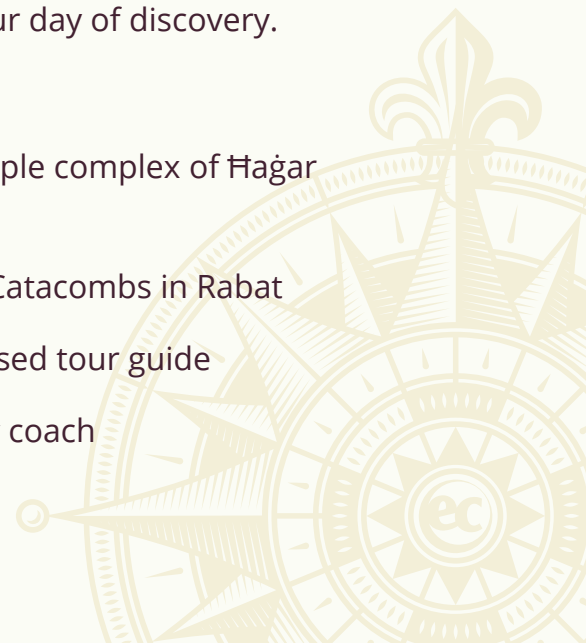 ur day of discovery.
ple complex of Ħaġar
Catacombs in Rabat
sed tour guide
coach
ec